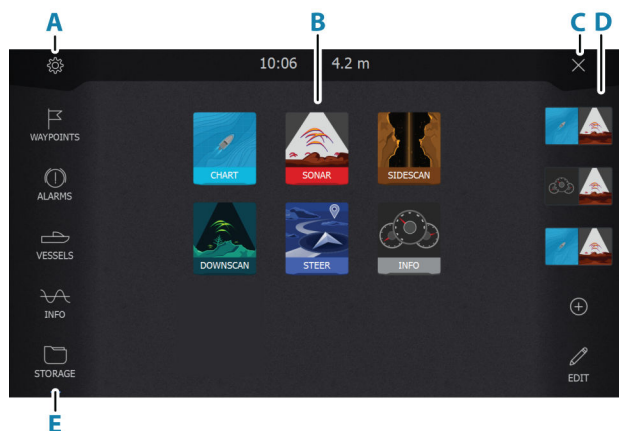 A
B
C D
10:06 4.2 m
WAYPOINTS
ALARMS
VESSELS
INFO
STORAGE
CHART SONAR SIDESCAN
DOWNSCAN STEER INFO
EDIT
E